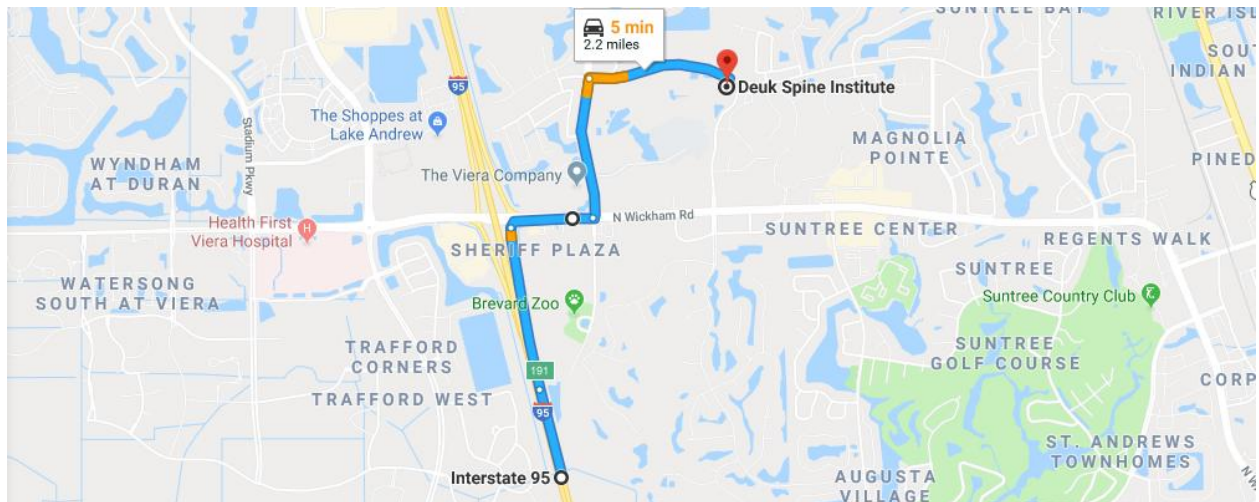 SUNTREE BAY
RIVER ISL
5 min
2.2 miles
SOUT
INDIAN
95
Deuk Spine Institute
The Shoppes at
Lake Andrew
Stadium Pkwy
MAGNOLIA
POINTE
PINED
WYNDHAM
AT DURAN
The Viera Company
N Wickham Rd
Health First
Viera Hospital
H
SHERIFF PLAZA
SUNTREE CENTER
REGENTS WALK
WATERSONG
SOUTH AT VIERA
SUNTREE
Suntree Country Club
Brevard Zoo
TRAFFORD
CORNERS
SUNTREE
GOLF COURSE
191
TRAFFORD WEST
CORP
95
ST. ANDREWS
TOWNHOMES
Interstate 95
AUGUSTA
VILLAGE